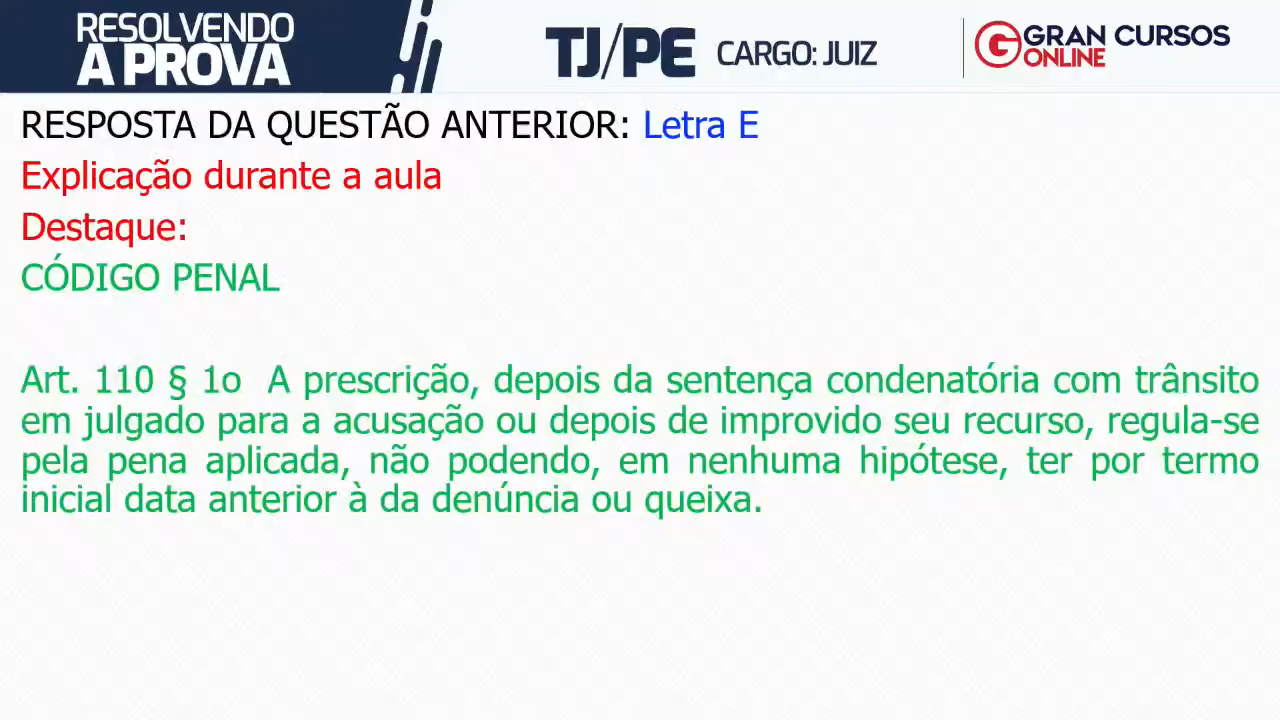 RESOLVENDO
A PROVA
TJ/PE CARGO: JUIZ
G GRAN CURSOS
ONLINE
RESPOSTA DA QUESTÃO ANTERIOR: Letra E
Explicação durante a aula
Destaque:
CÓDIGO PENAL
Art. 110 § 1o A prescrição, depois da sentença condenatória com trânsito
em julgado para a acusação ou depois de improvido seu recurso, regula-se
pela pena aplicada, não podendo, em nenhuma hipótese, ter por termo
inicial data anterior à da denúncia ou queixa.